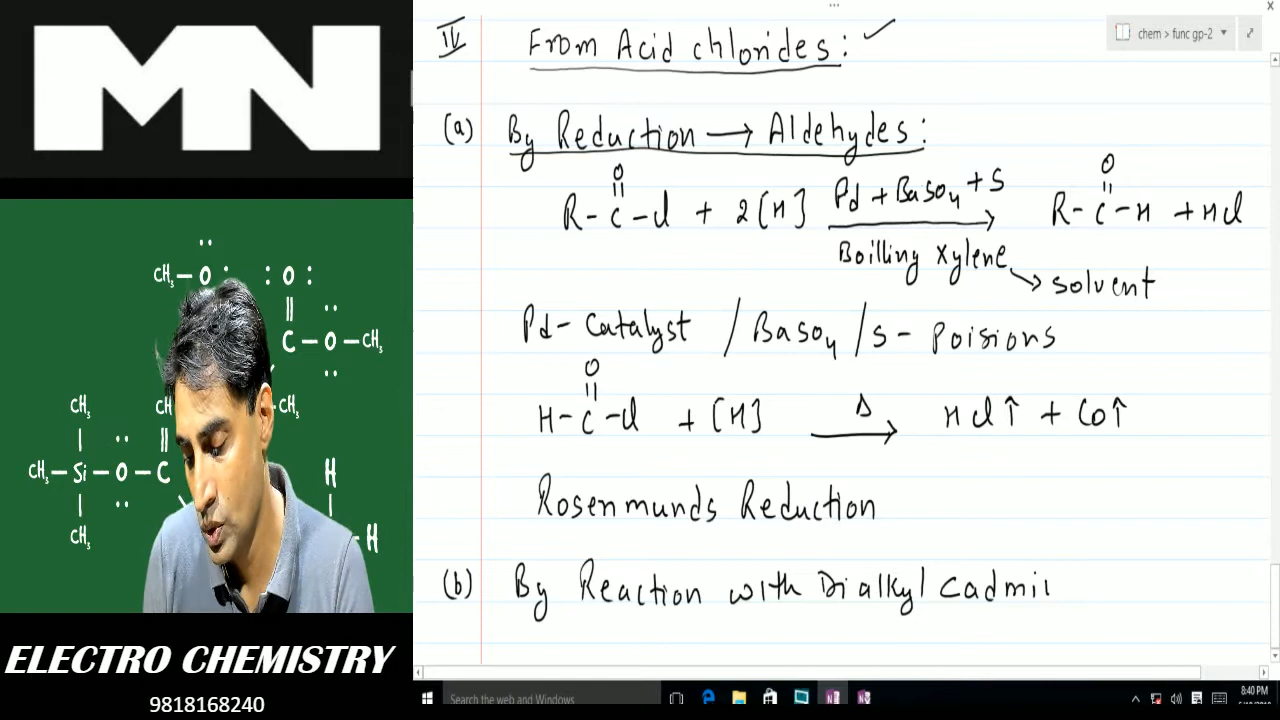 MN
CH₃ — O
O
C — O — CH₃
CH₃
CH
CH₃
CH₃ — Si — O — C
H
CH₃
H
ELECTRO CHEMISTRY
9818168240
chem > func gp-2
IV From Acid chlorides: ✓
(a) By Reduction → Aldehydes:
O
O
R-C-Cl + 2[H] Pd + BaSO4 + S R-C-H + HCl
Boilling Xylene → solvent
Pd- Catalyst / BaSO4 / S - Poisions
O
H-C-Cl + [H] Δ → HCl↑ + CO↑
Rosenmunds Reduction
(b) By Reaction with Dialkyl Cadmi
Search the web and Windows
8:40 PM